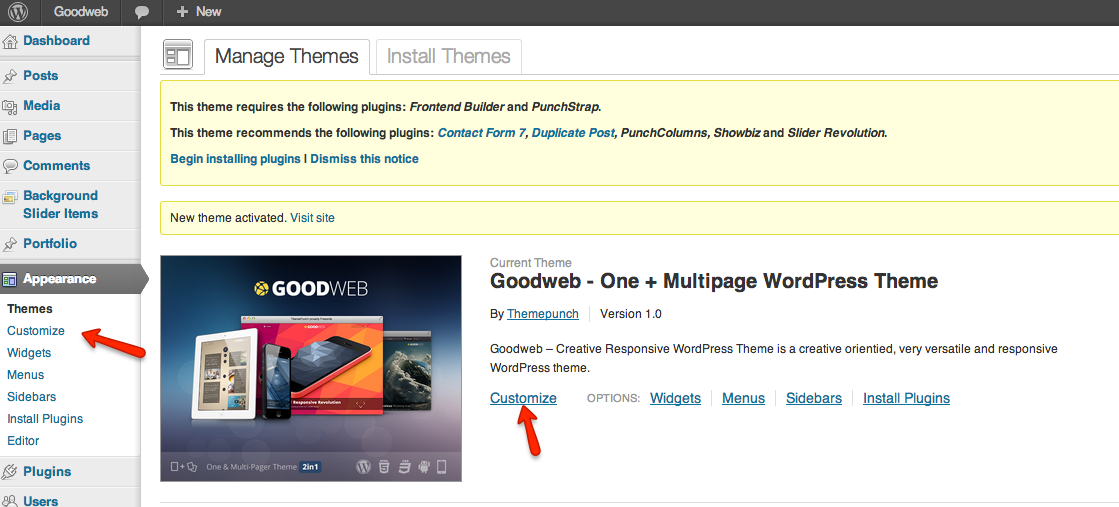 Goodweb
+ New
Dashboard
Posts
Media
Pages
Comments
Background
Slider Items
Portfolio
Appearance
Themes
Customize
Widgets
Menus
Sidebars
Install Plugins
Editor
Plugins
Users
Manage Themes
Install Themes
This theme requires the following plugins: Frontend Builder and PunchStrap.
This theme recommends the following plugins: Contact Form 7, Duplicate Post, PunchColumns, Showbiz and Slider Revolution.
Begin installing plugins | Dismiss this notice
New theme activated. Visit site
GOODWEB
Responsive Revolution
One & Multi-Pager Theme 2in1
Current Theme
Goodweb - One + Multipage WordPress Theme
By Themepunch
Version 1.0
Goodweb – Creative Responsive WordPress Theme is a creative orientied, very versatile and responsive
WordPress theme.
Customize
OPTIONS: Widgets | Menus | Sidebars | Install Plugins